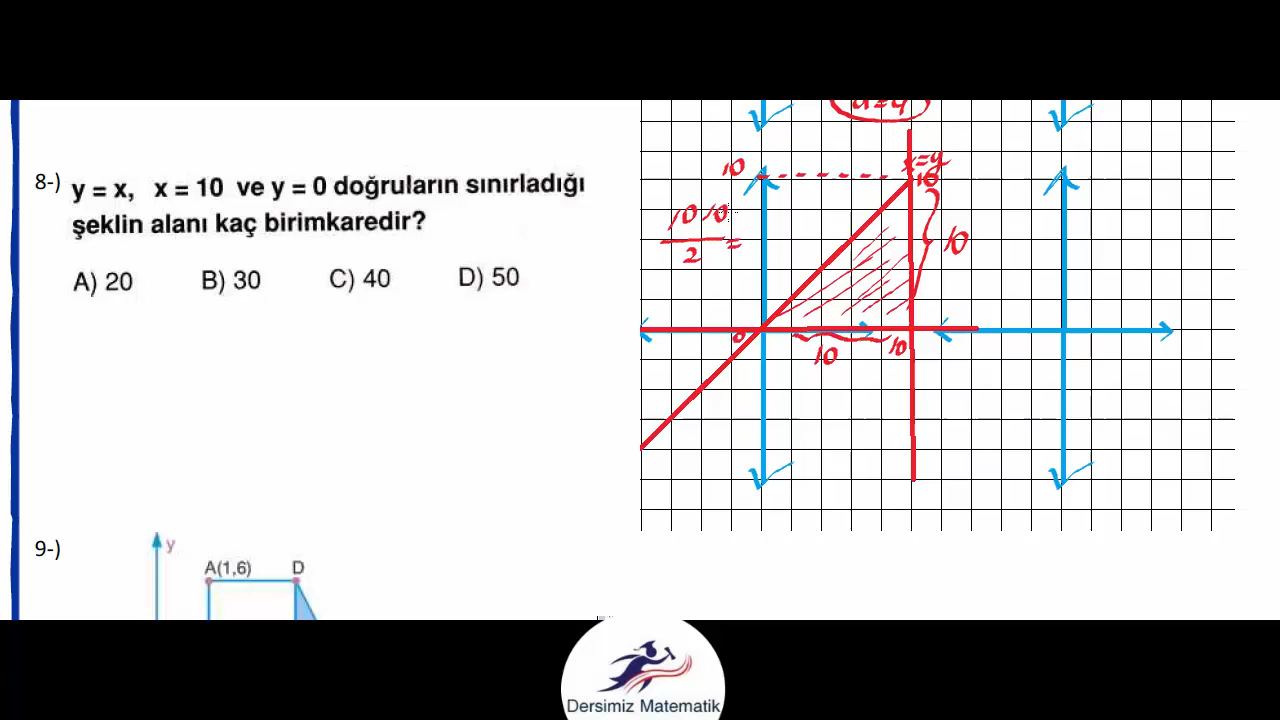 8-) y = x, x = 10 ve y = 0 doğruların sınırladığı
şeklin alanı kaç birimkaredir?
A) 20 B) 30 C) 40 D) 50
10
x=y
10
10 10
2
=
10
0
10
10
9-)
y
A(1,6) D
Dersimiz Matematik